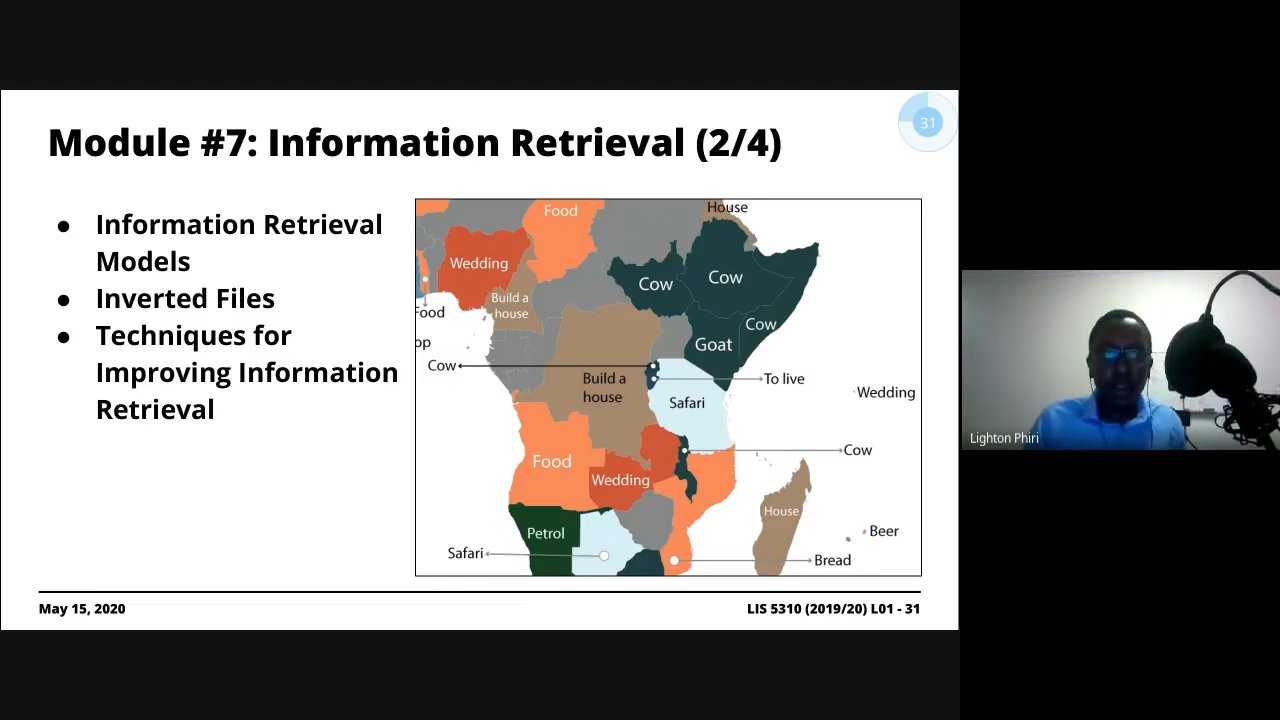 Module #7: Information Retrieval (2/4)
31
● Information Retrieval
Models
● Inverted Files
● Techniques for
Improving Information
Retrieval
House
Food
Wedding
Cow
Cow
Build a
house
Food
Cow
op
Goat
Cow
Build a
house
To live
Wedding
Safari
Cow
Food
Wedding
House
Petrol
Beer
Safari
Bread
May 15, 2020
LIS 5310 (2019/20) L01 - 31
Lighton Phiri